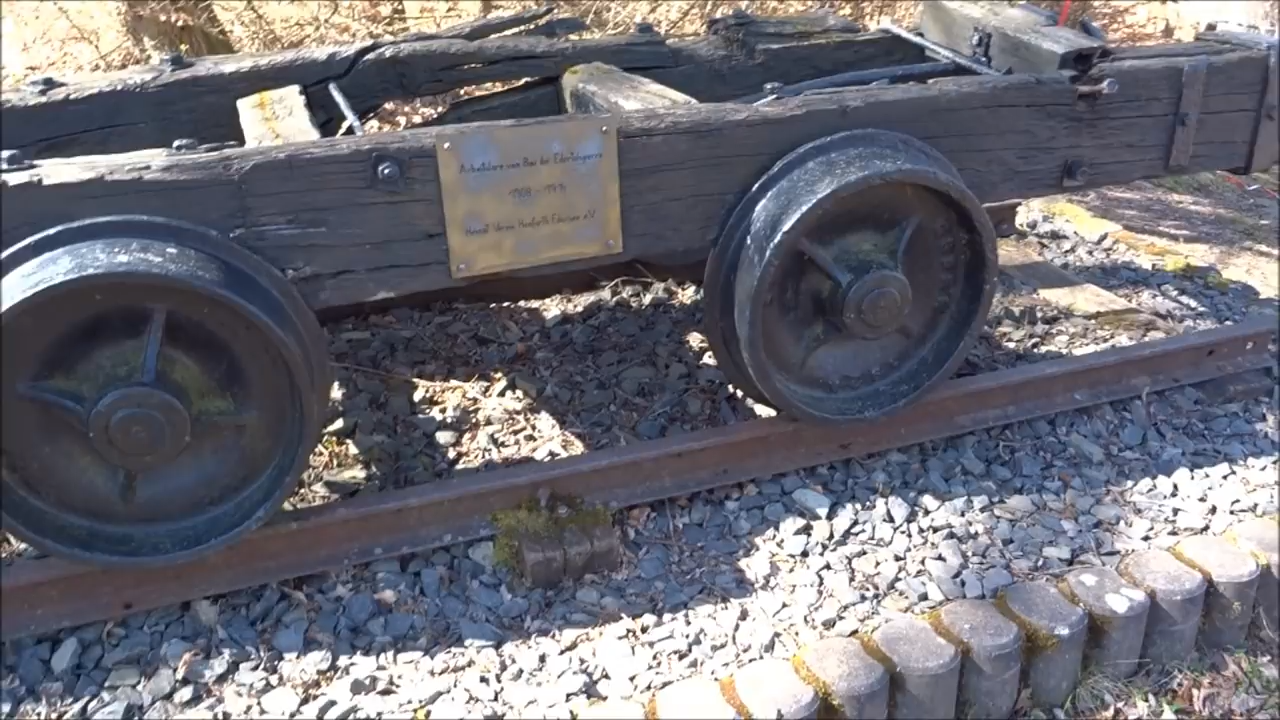 Arbeitslore vom Bau der Edertalsperre
1908 - 1914
Heimat Verein Hemfurth-Edersee e.V.